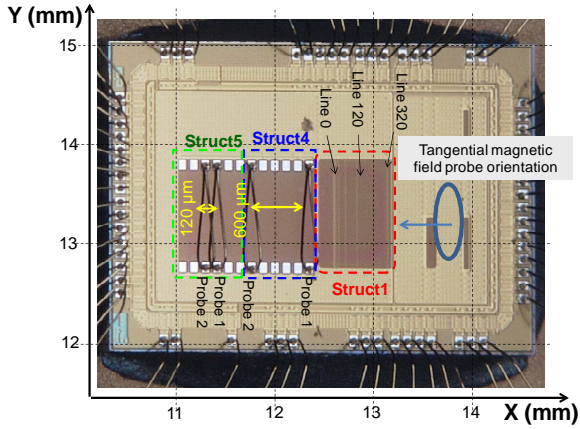 Y (mm)
15
14
13
12
Struct5
Struct4
Line 0
Line 120
Line 320
Tangential magnetic
field probe orientation
120 µm
600 µm
Struct1
Probe 2
Probe 1
Probe 2
Probe 1
11
12
13
14
X (mm)